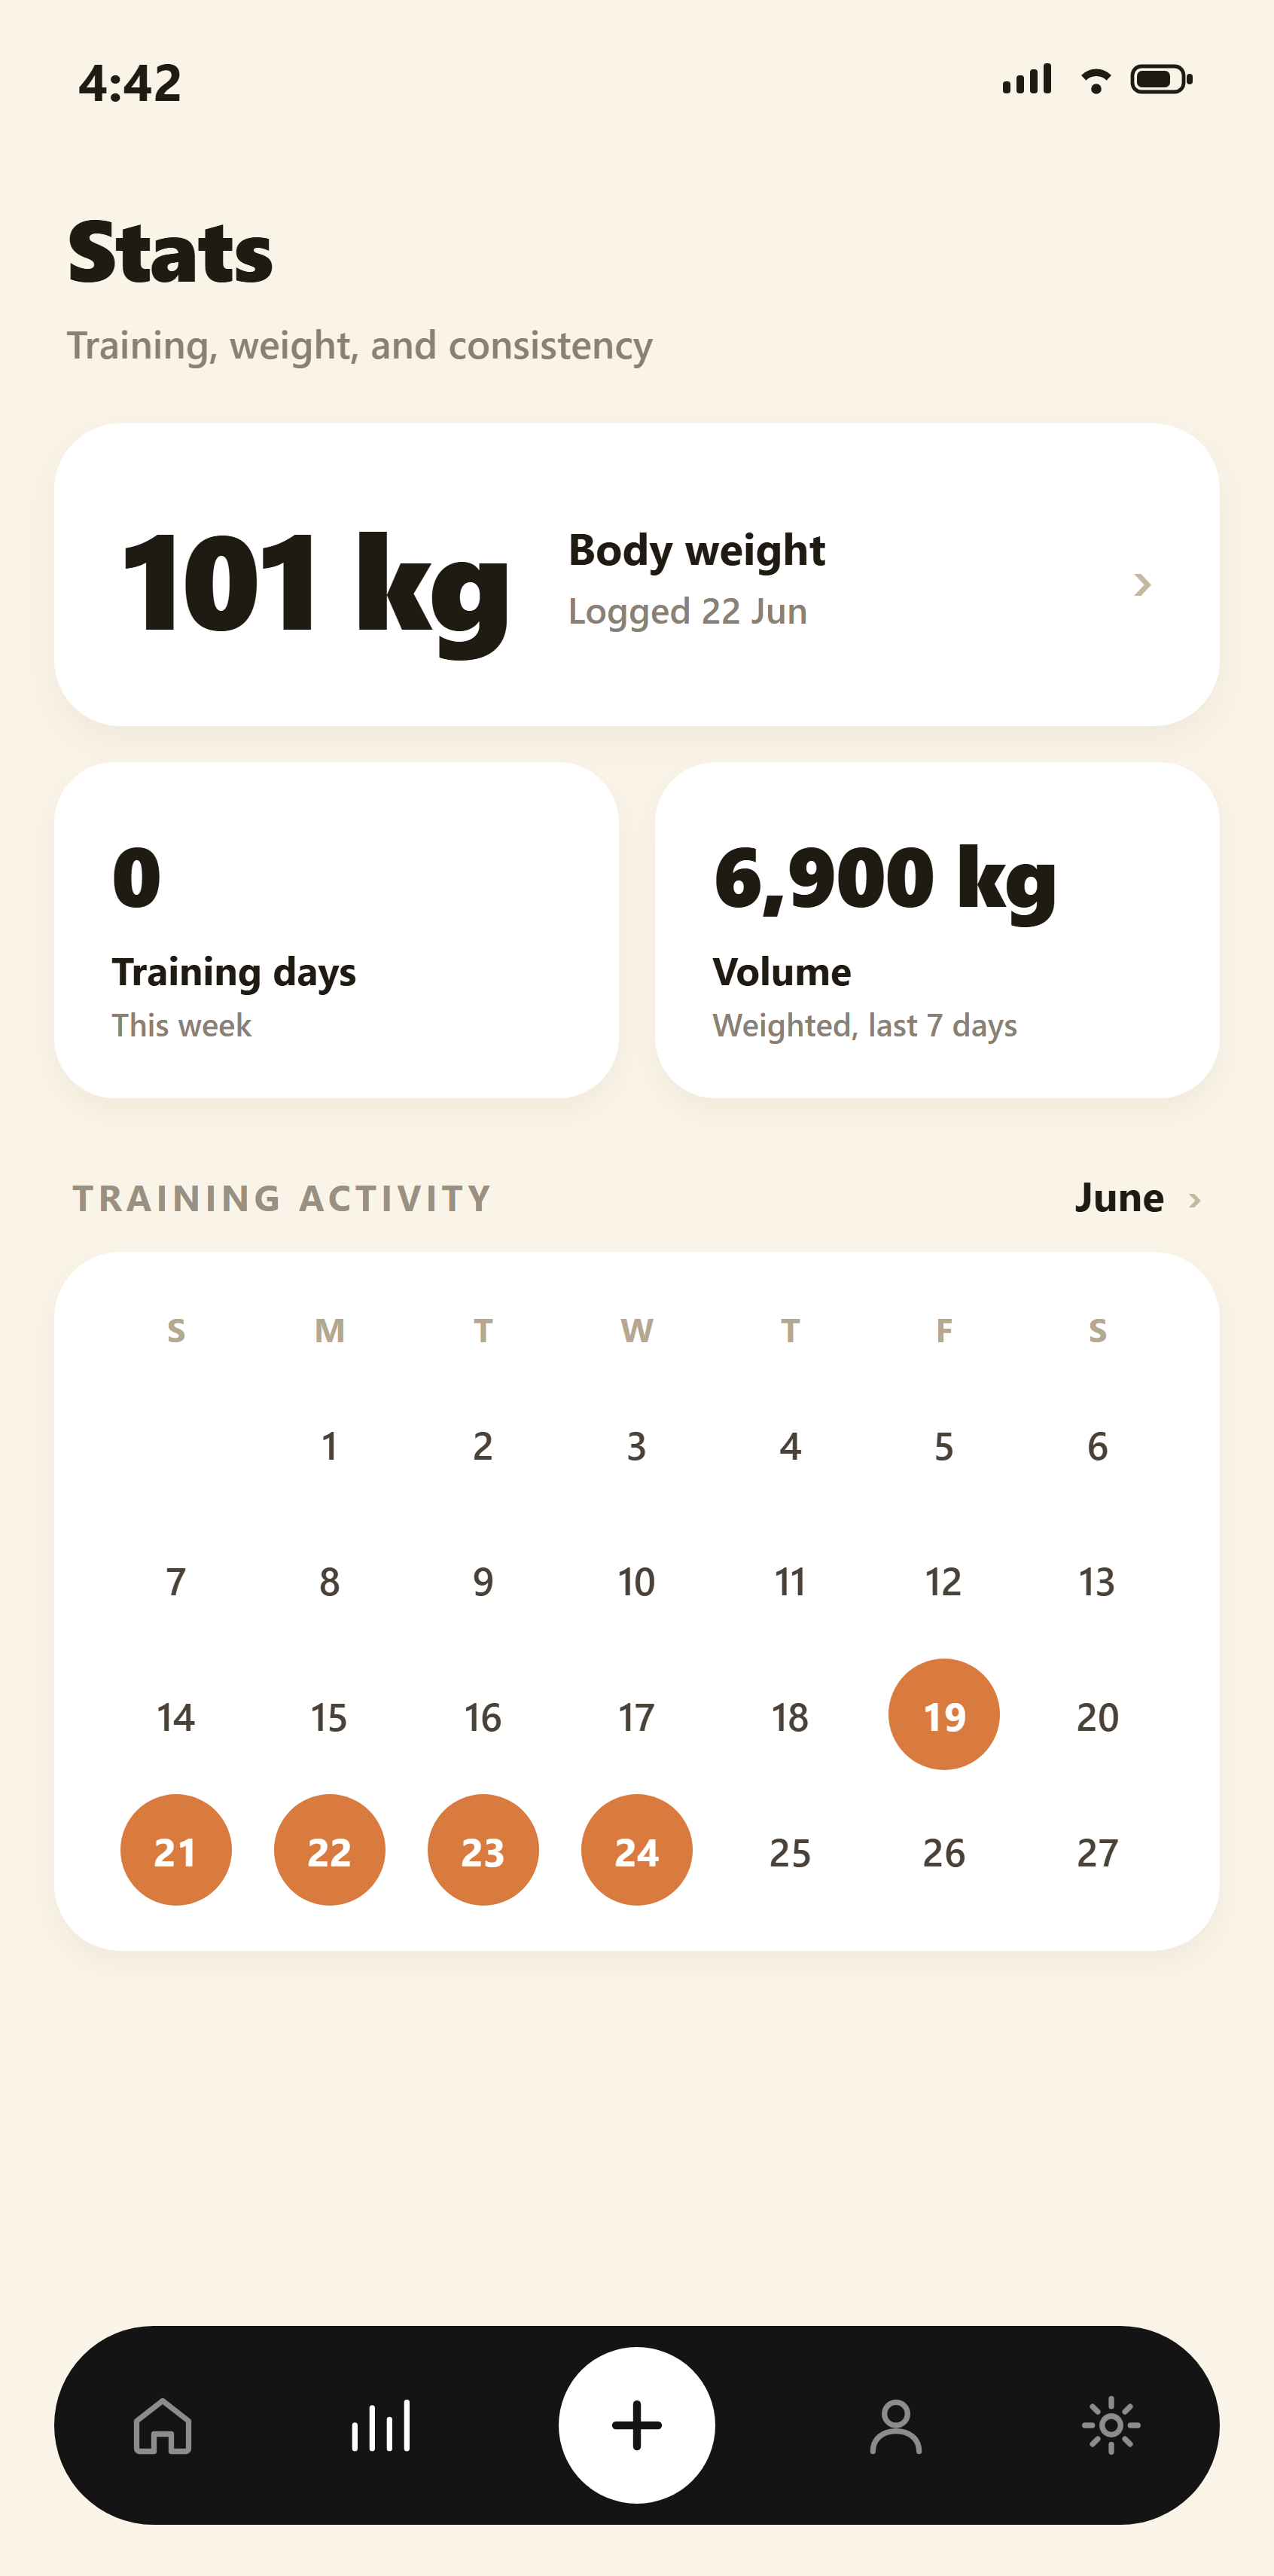 4:42
Stats
Training, weight, and consistency
101 kg
Body weight
Logged 22 Jun
›
0
Training days
This week
6,900 kg
Volume
Weighted, last 7 days
TRAINING ACTIVITY
June ›
S M T W T F S
1 2 3 4 5 6
7 8 9 10 11 12 13
14 15 16 17 18 19 20
21 22 23 24 25 26 27